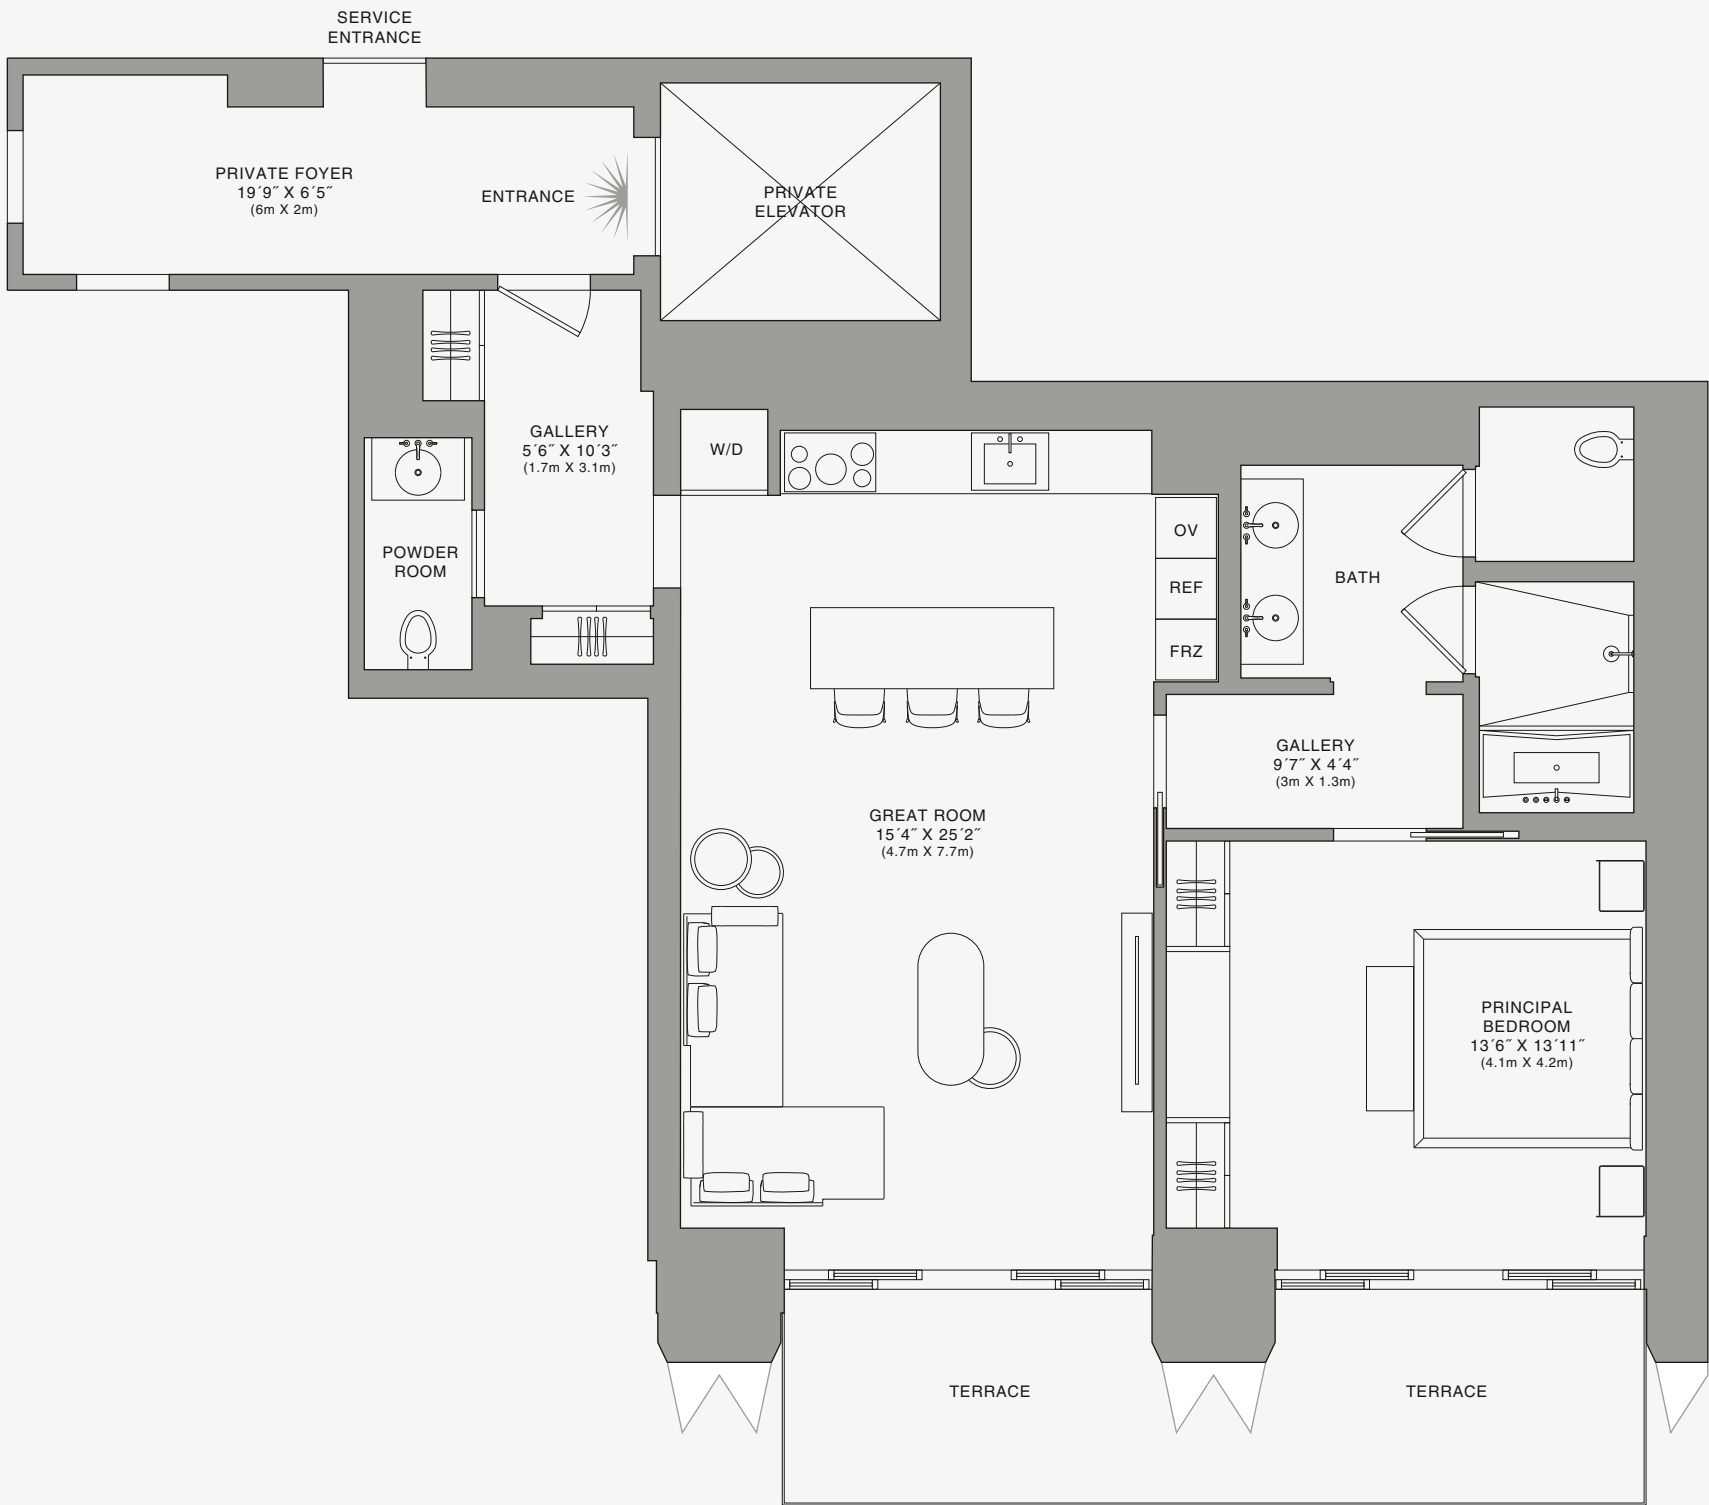 SERVICE
ENTRANCE
PRIVATE FOYER
19´9˝ X 6´5˝
(6m X 2m)
ENTRANCE
PRIVATE
ELEVATOR
GALLERY
5´6˝ X 10´3˝
(1.7m X 3.1m)
W/D
POWDER
ROOM
OV
REF
FRZ
BATH
GALLERY
9´7˝ X 4´4˝
(3m X 1.3m)
GREAT ROOM
15´4˝ X 25´2˝
(4.7m X 7.7m)
PRINCIPAL
BEDROOM
13´6˝ X 13´11˝
(4.1m X 4.2m)
TERRACE
TERRACE